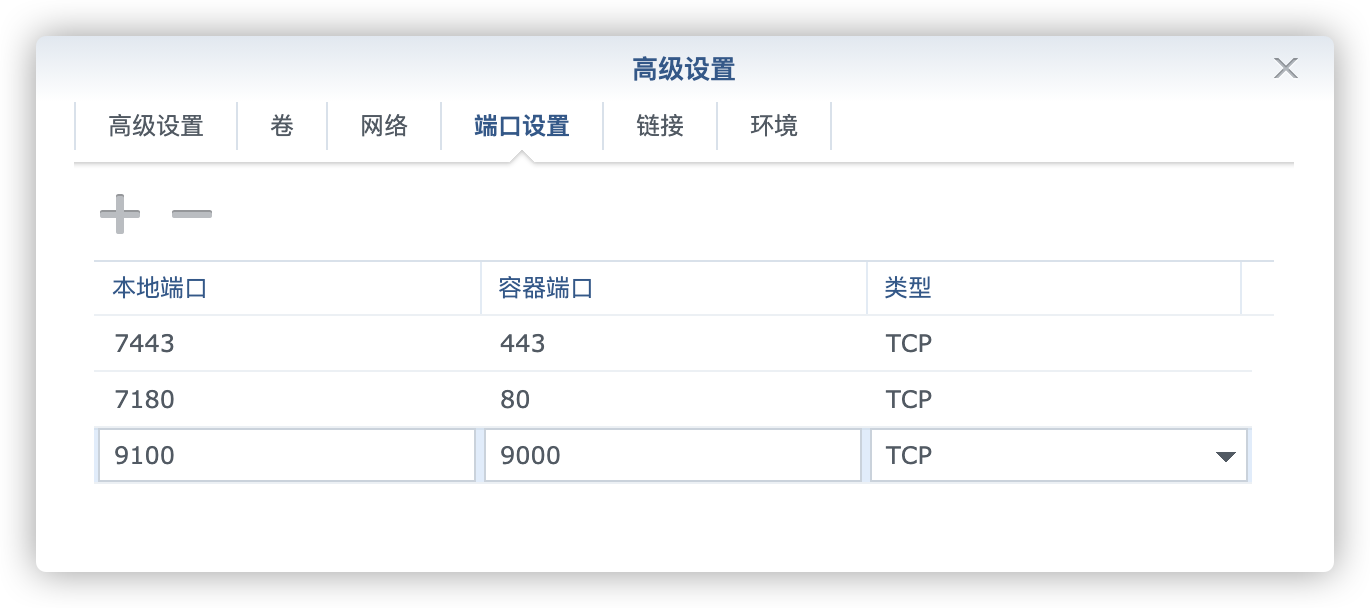 高级设置
高级设置 卷 网络 端口设置 链接 环境
本地端口 容器端口 类型
7443 443 TCP
7180 80 TCP
9100 9000 TCP